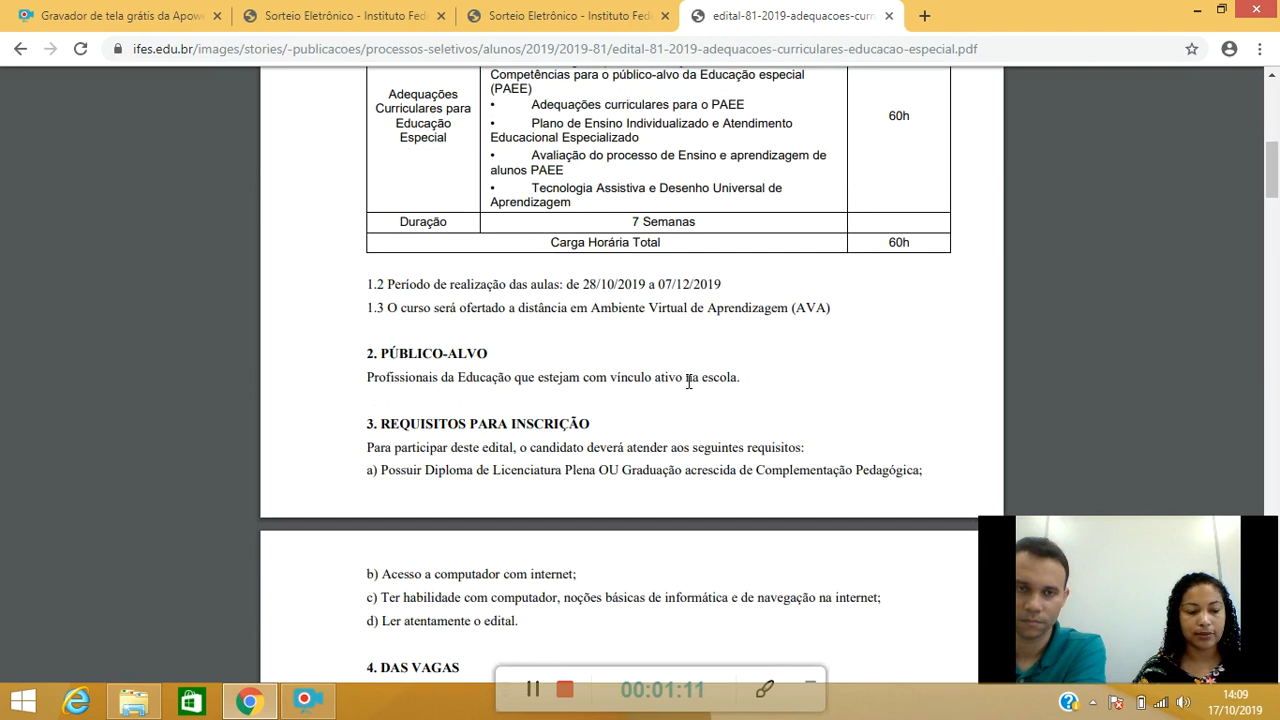 Gravador de tela grátis da Apowe
Sorteio Eletrônico - Instituto Fede
Sorteio Eletrônico - Instituto Fede
edital-81-2019-adequacoes-curri
ifes.edu.br/images/stories/-publicacoes/processos-seletivos/alunos/2019/2019-81/edital-81-2019-adequacoes-curriculares-educacao-especial.pdf
Competências para o público-alvo da Educação especial
(PAEE)
• Adequações curriculares para o PAEE
• Plano de Ensino Individualizado e Atendimento
Educacional Especializado
• Avaliação do processo de Ensino e aprendizagem de
alunos PAEE
• Tecnologia Assistiva e Desenho Universal de
Aprendizagem
Adequações
Curriculares para
Educação
Especial
60h
Duração 7 Semanas
Carga Horária Total 60h
1.2 Período de realização das aulas: de 28/10/2019 a 07/12/2019
1.3 O curso será ofertado a distância em Ambiente Virtual de Aprendizagem (AVA)
2. PÚBLICO-ALVO
Profissionais da Educação que estejam com vínculo ativo na escola.
3. REQUISITOS PARA INSCRIÇÃO
Para participar deste edital, o candidato deverá atender aos seguintes requisitos:
a) Possuir Diploma de Licenciatura Plena OU Graduação acrescida de Complementação Pedagógica;
b) Acesso a computador com internet;
c) Ter habilidade com computador, noções básicas de informática e de navegação na internet;
d) Ler atentamente o edital.
4. DAS VAGAS
00:01:11
14:09
17/10/2019